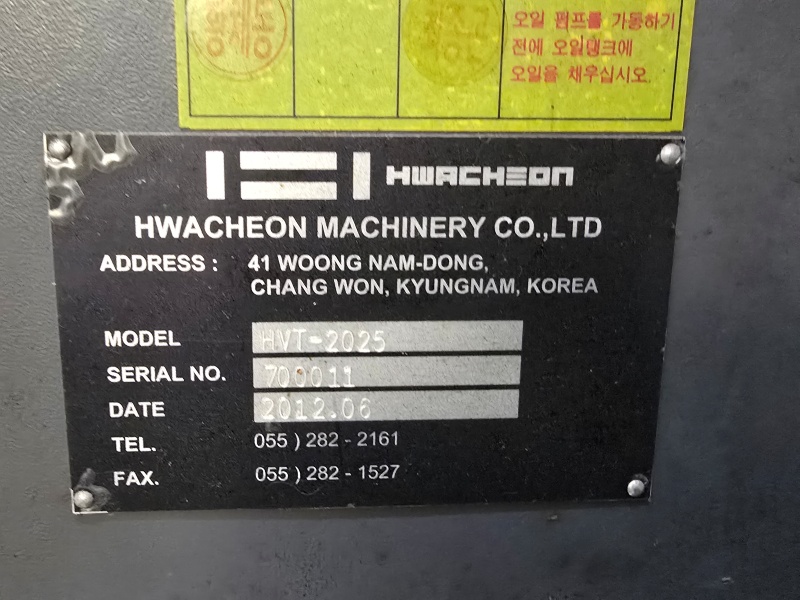 오일 펌프를 가동하기
전에 오일탱크에
오일을 채우십시오.
HWACHEON
HWACHEON MACHINERY CO.,LTD
ADDRESS : 41 WOONG NAM-DONG,
CHANG WON, KYUNGNAM, KOREA
MODEL HVT-2025
SERIAL NO. 700011
DATE 2012.06
TEL. 055 ) 282 - 2161
FAX. 055 ) 282 - 1527